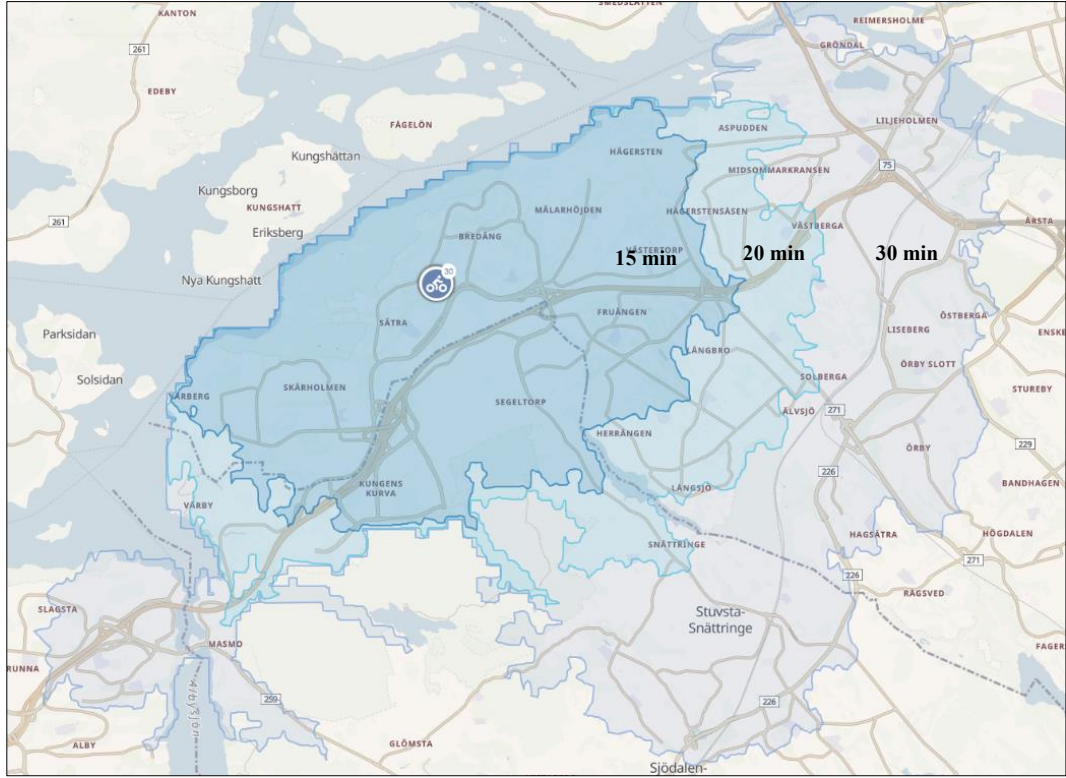 KANTON
REIMERSHOLME
261
GRÖNDAL
EDEBY
FÅGELÖN
ASPUDDEN
LILJEHOLMEN
Kungshättan
HÄGERSTEN
MIDSOMMARKRANSEN
75
Kungsborg
KUNGSHATT
261
Eriksberg
MÄLARHÖJDEN
HÄGERSTENSÅSEN
VÄSTBERGA
ÅRSTA
BREDÄNG
VÄSTERTORP
15 min
20 min
30 min
30
Nya Kungshatt
SÄTRA
FRUÄNGEN
ÖSTBERGA
Parksidan
LISEBERG
ENSKE
LÅNGBRO
ÖRBY SLOTT
Solsidan
SKÄRHOLMEN
SOLBERGA
STUREBY
VÅRBERG
SEGELTORP
ÄLVSJÖ
271
HERRÄNGEN
229
ÖRBY
226
KUNGENS
KURVA
LÅNGSJÖ
BANDHAGEN
VÅRBY
HAGSÄTRA
HÖGDALEN
SNÄTTRINGE
271
226
RÅGSVED
SLAGSTA
Stuvsta-
Snättringe
MASMO
FAGER
RUNNA
259
Albysjön
226
ALBY
GLÖMSTA
Sjödalen-